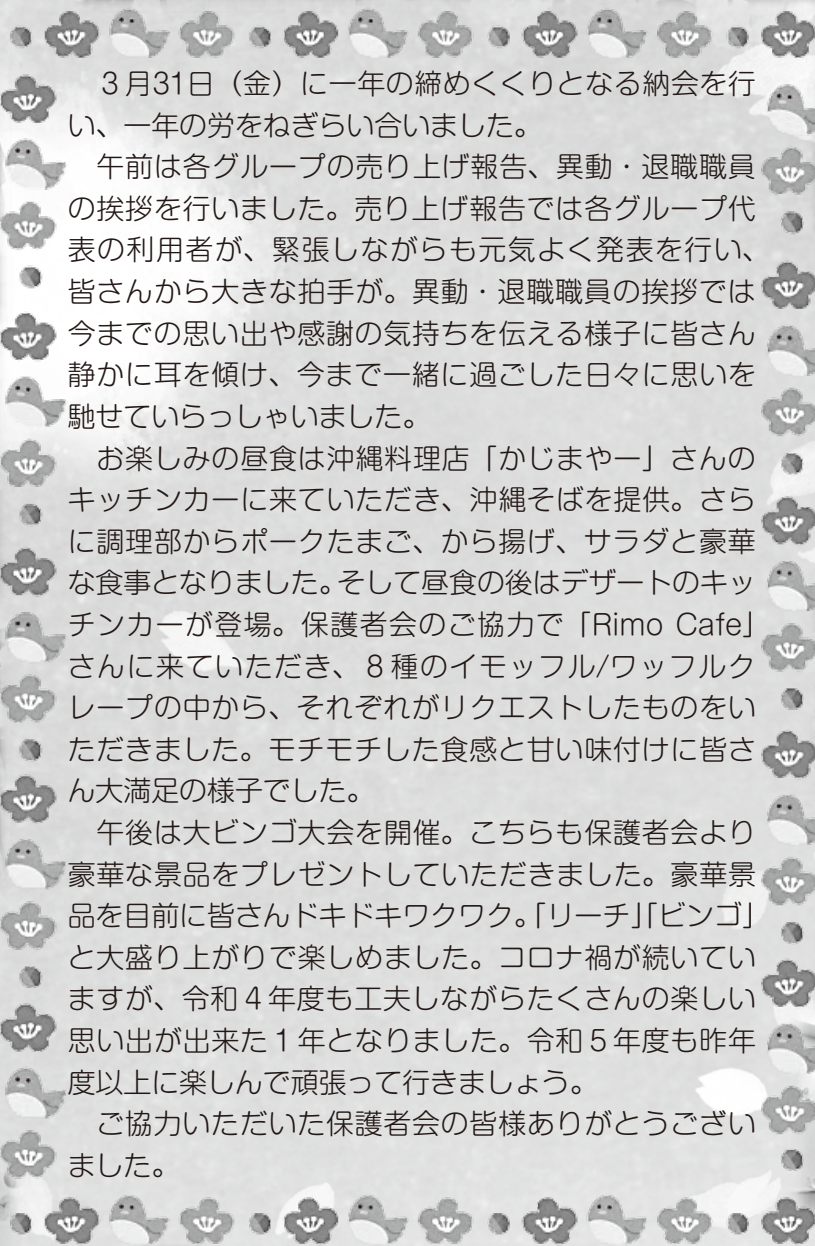 ３月31日（金）に一年の締めくくりとなる納会を行
い、一年の労をねぎらい合いました。
　午前は各グループの売り上げ報告、異動・退職職員
の挨拶を行いました。売り上げ報告では各グループ代
表の利用者が、緊張しながらも元気よく発表を行い、
皆さんから大きな拍手が。異動・退職職員の挨拶では
今までの思い出や感謝の気持ちを伝える様子に皆さん
静かに耳を傾け、今まで一緒に過ごした日々に思いを
馳せていらっしゃいました。
　お楽しみの昼食は沖縄料理店「かじまやー」さんの
キッチンカーに来ていただき、沖縄そばを提供。さら
に調理部からポークたまご、から揚げ、サラダと豪華
な食事となりました。そして昼食の後はデザートのキッ
チンカーが登場。保護者会のご協力で「Rimo Cafe」
さんに来ていただき、８種のイモッフル/ワッフルク
レープの中から、それぞれがリクエストしたものをい
ただきました。モチモチした食感と甘い味付けに皆さ
ん大満足の様子でした。
　午後は大ビンゴ大会を開催。こちらも保護者会より
豪華な景品をプレゼントしていただきました。豪華景
品を目前に皆さんドキドキワクワク。「リーチ」「ビンゴ」
と大盛り上がりで楽しめました。コロナ禍が続いてい
ますが、令和４年度も工夫しながらたくさんの楽しい
思い出が出来た１年となりました。令和５年度も昨年
度以上に楽しんで頑張って行きましょう。
　ご協力いただいた保護者会の皆様ありがとうござい
ました。